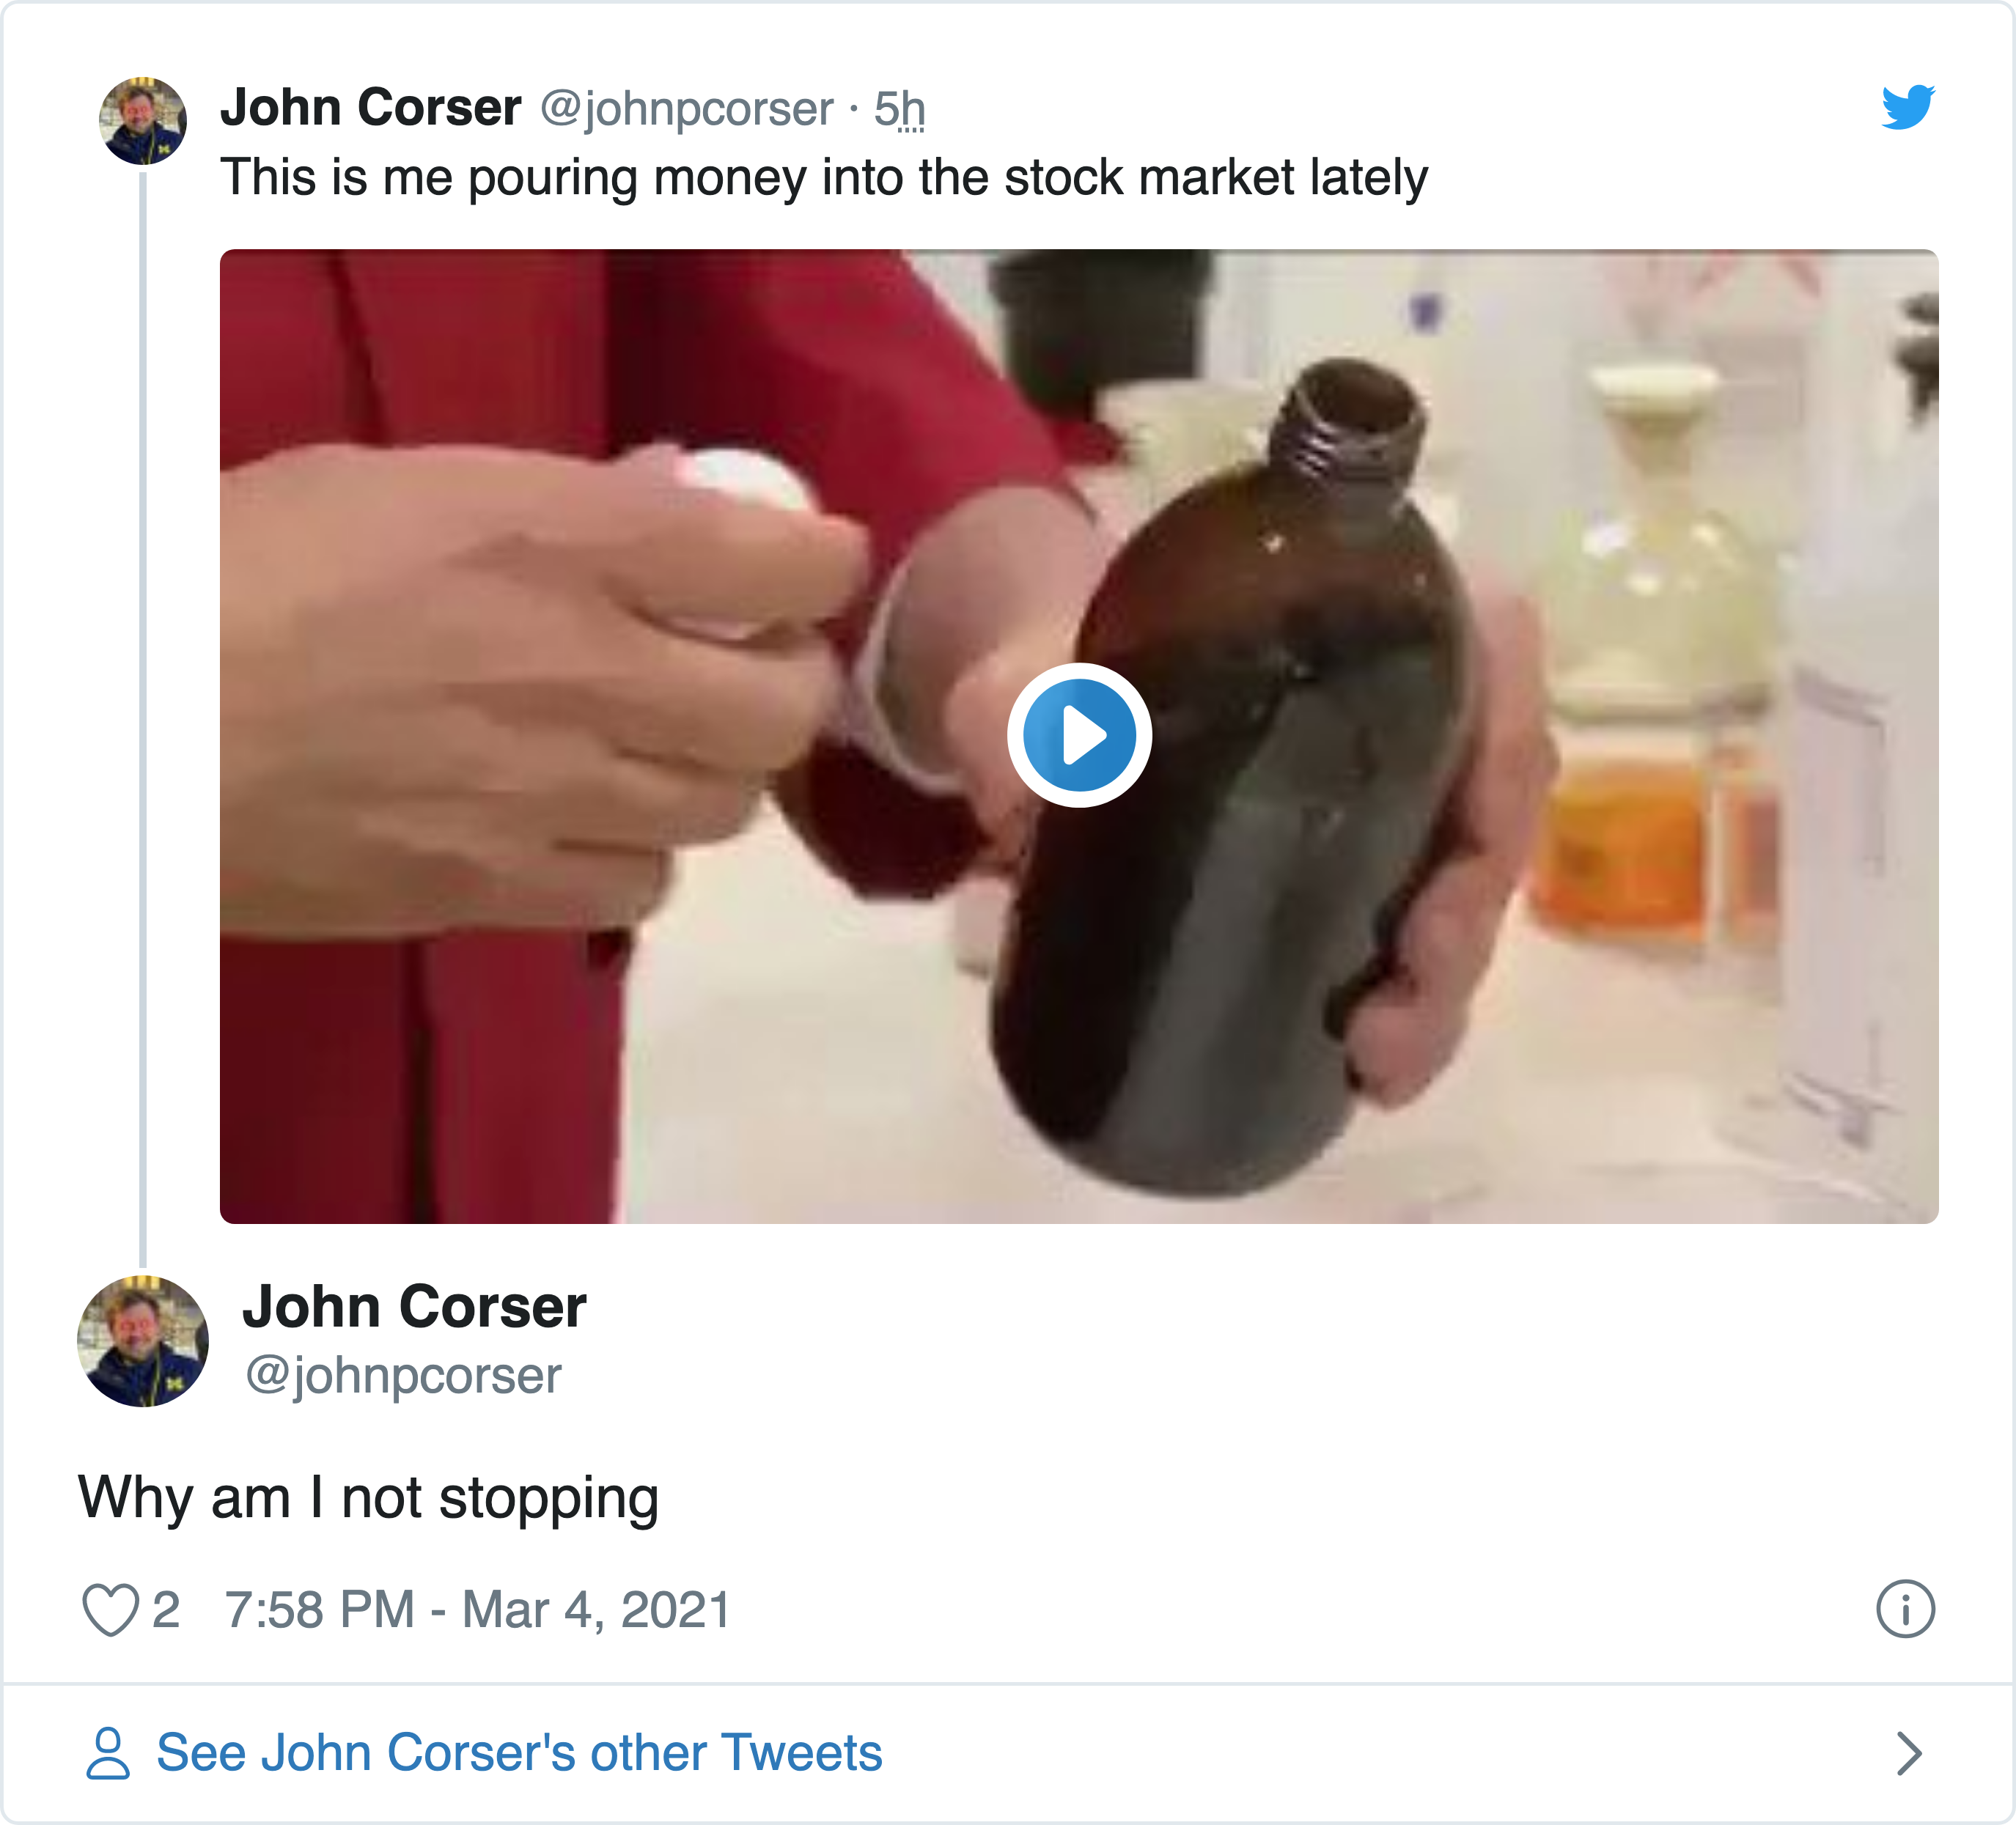 John Corser @johnpcorser · 5h
This is me pouring money into the stock market lately
John Corser
@johnpcorser
Why am I not stopping
2 7:58 PM - Mar 4, 2021
See John Corser's other Tweets